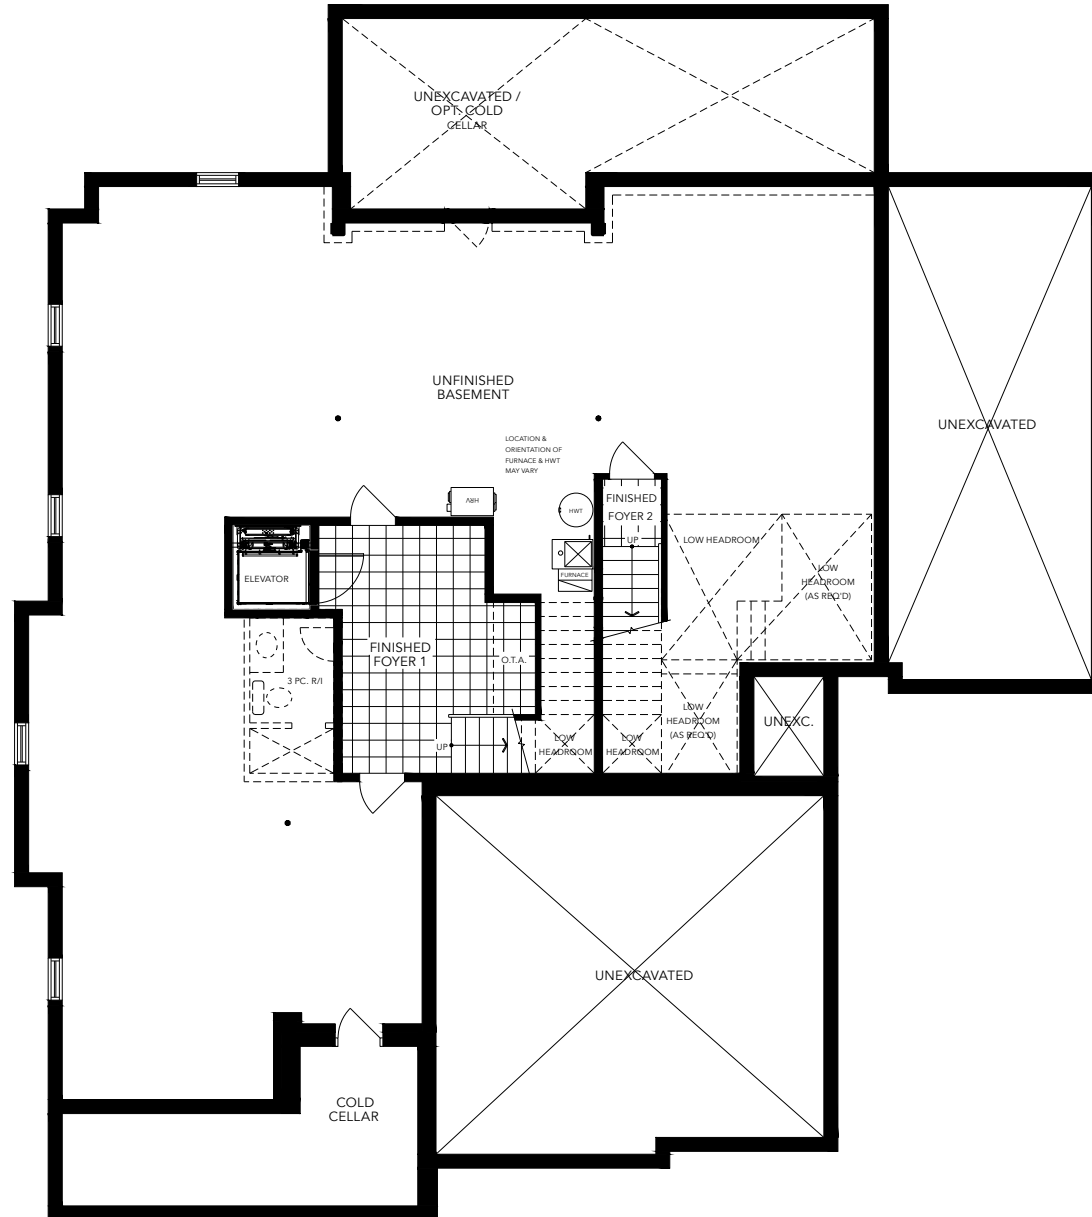 UNEXCAVATED /
OPT. COLD
CELLAR
UNFINISHED
BASEMENT
UNEXCAVATED
LOCATION &
ORIENTATION OF
FURNACE & HWT
MAY VARY
HRV
HWT
FINISHED
FOYER 2
UP
LOW HEADROOM
LOW
HEADROOM
(AS REQ'D)
FURNACE
ELEVATOR
FINISHED
FOYER 1
O.T.A.
3 PC. R/I
LOW
HEADROOM
(AS REQ'D)
UNEXC.
UP
LOW
HEADROOM
LOW
HEADROOM
UNEXCAVATED
COLD
CELLAR